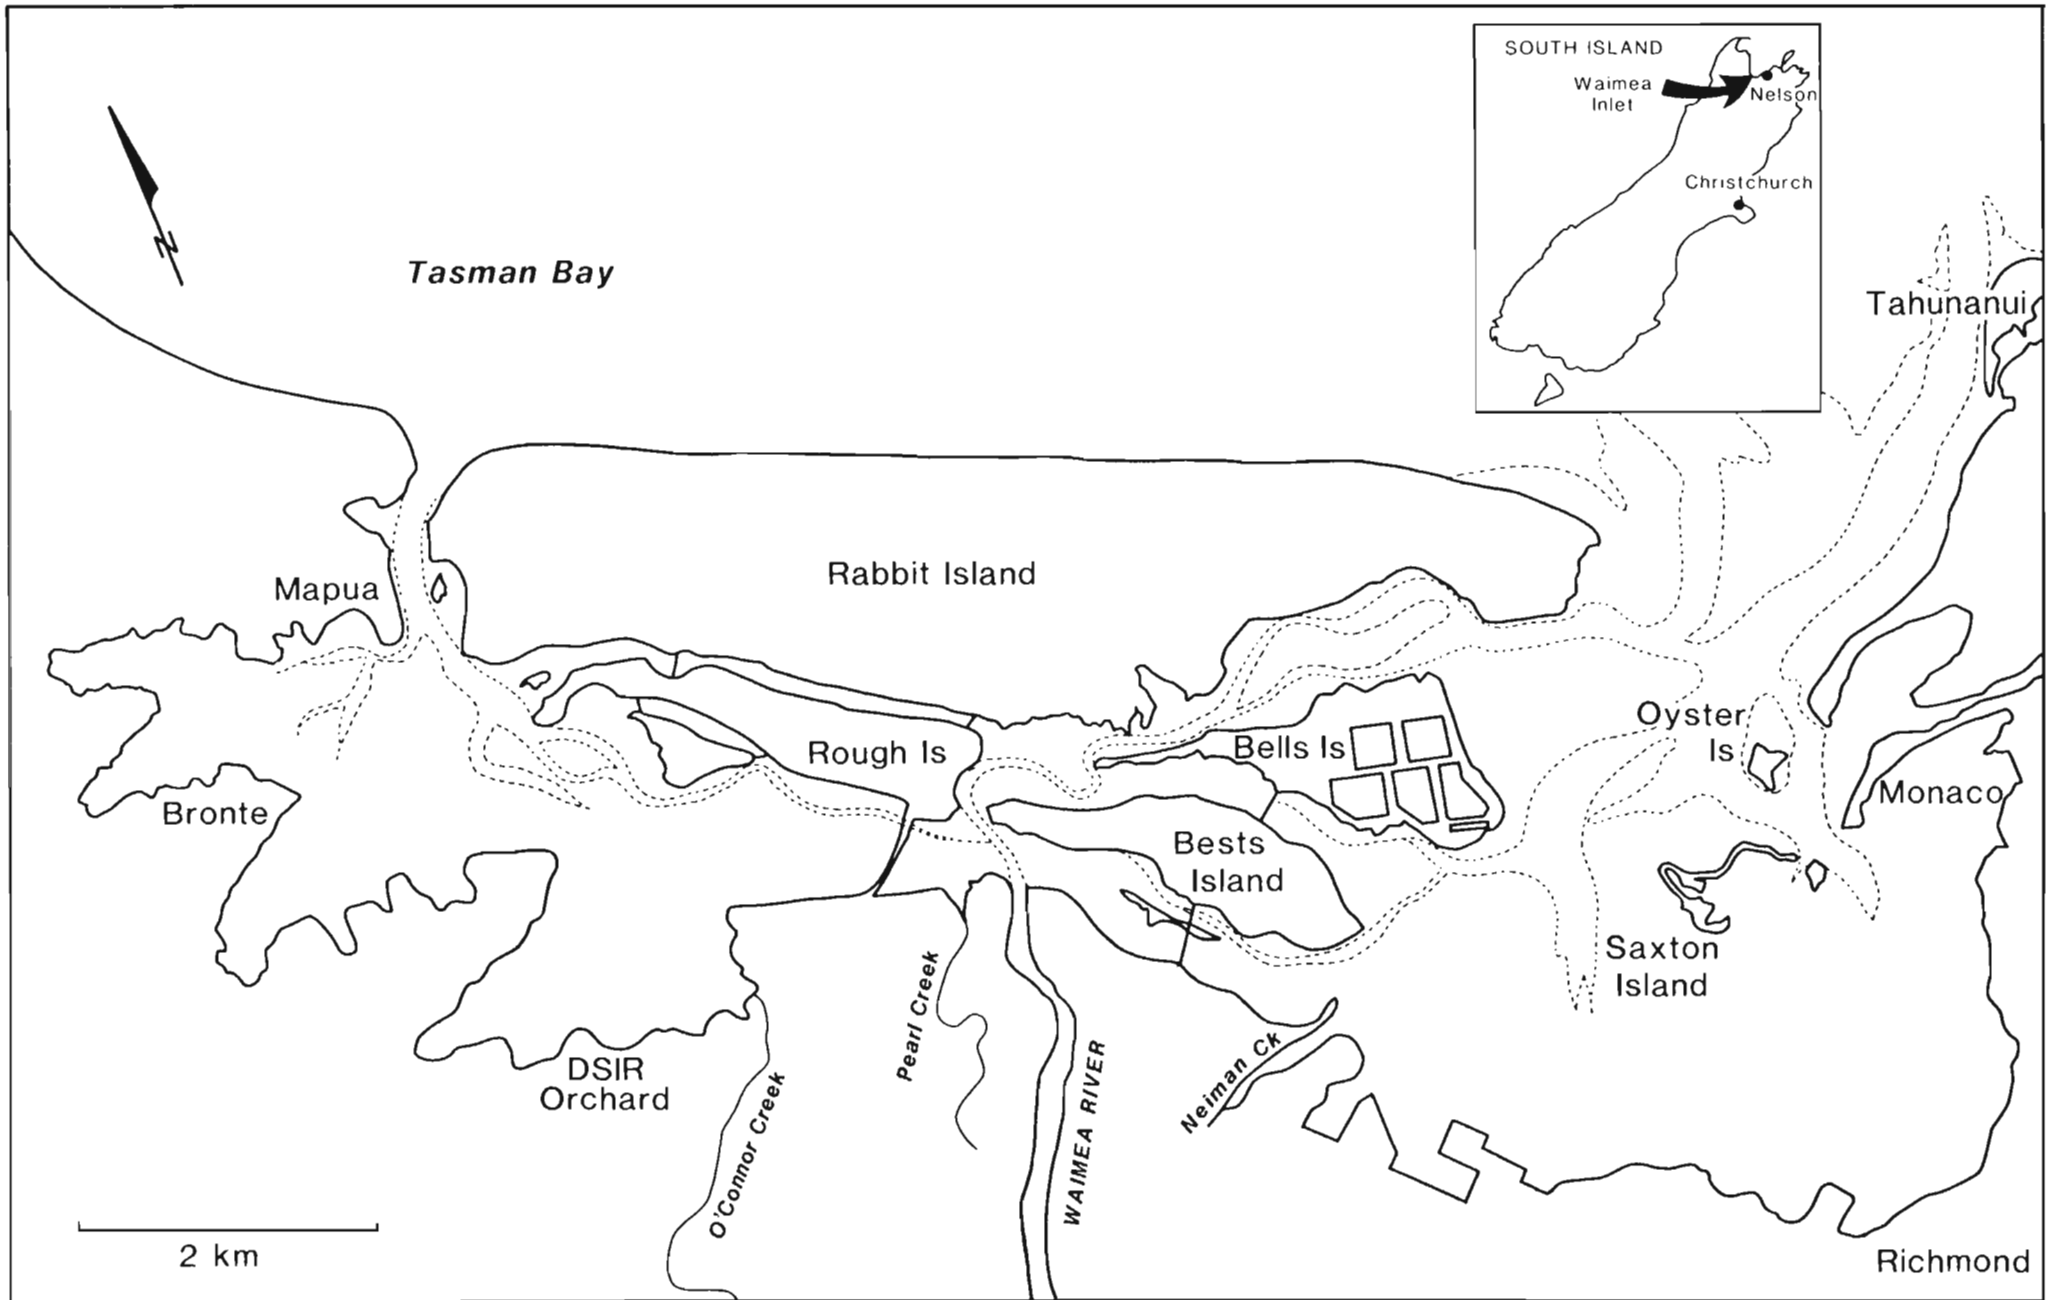 SOUTH ISLAND
Waimea
Inlet
Nelson
Christchurch
N
Tasman Bay
Tahunanui
Mapua
Rabbit Island
Oyster
Is
Rough Is
Bells Is
Bronte
Monaco
Bests
Island
Saxton
Island
Pearl Creek
DSIR
Orchard
Neiman Ck
O'Connor Creek
WAIMEA RIVER
2 km
Richmond